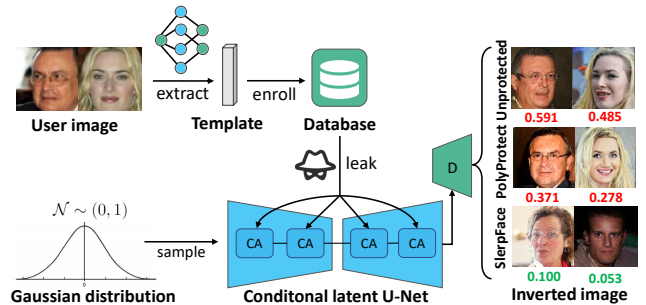 extract
enroll
User image
Template
Database
leak
N ∼ (0, 1)
0
sample
CA
CA
CA
CA
D
Gaussian distribution
Conditonal latent U-Net
Unprotected
0.591
0.485
PolyProtect
0.371
0.278
SlerpFace
0.100
0.053
Inverted image